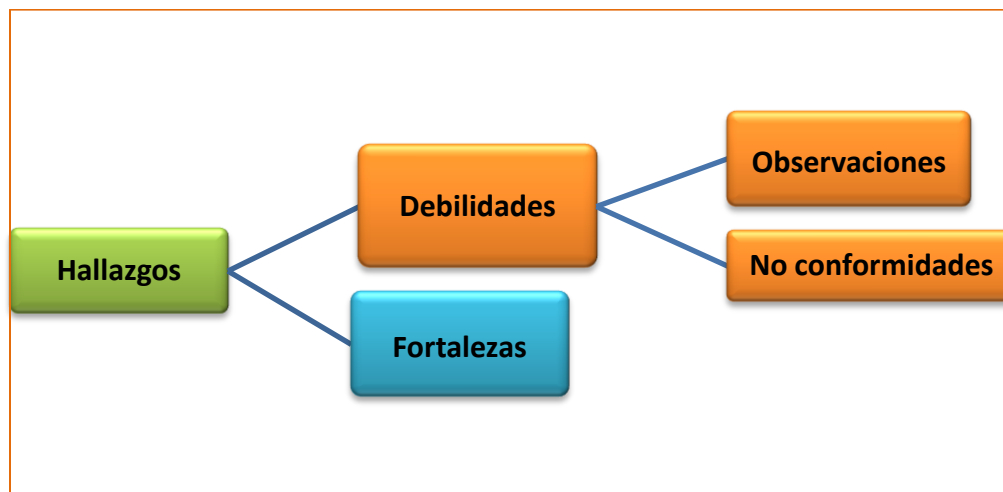 Hallazgos
Debilidades
Fortalezas
Observaciones
No conformidades